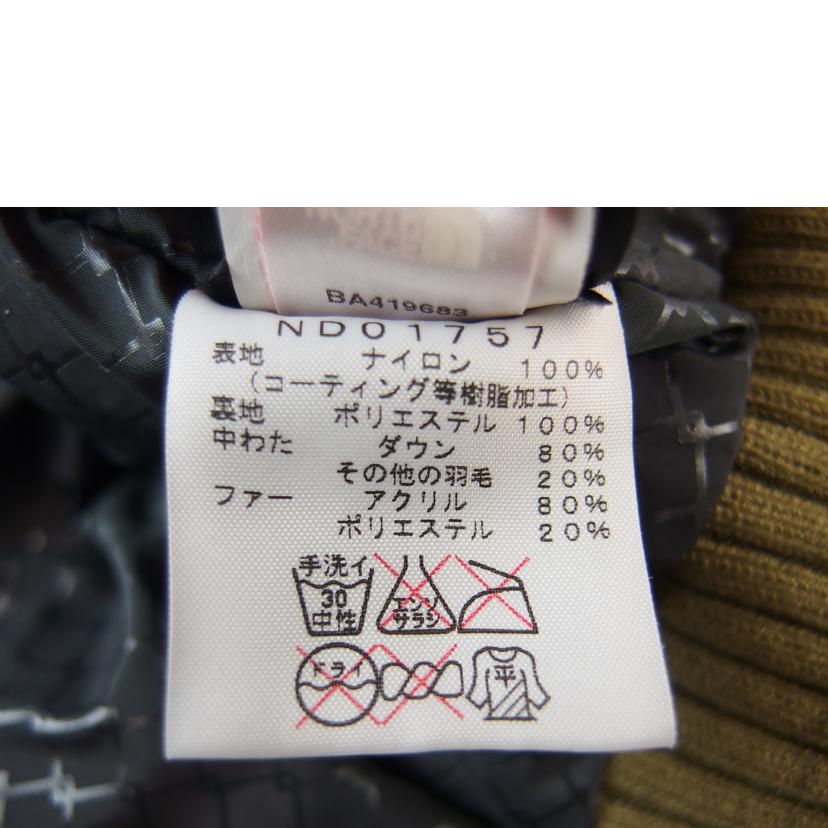 NORTH
FACE
BA419683
ND01757
表地 ナイロン 100%
(コーティング等樹脂加工)
裏地 ポリエステル 100%
中わた ダウン 80%
その他の羽毛 20%
ファー アクリル 80%
ポリエステル 20%
手洗イ
30
中性
エンソ
サラシ
ドライ
平